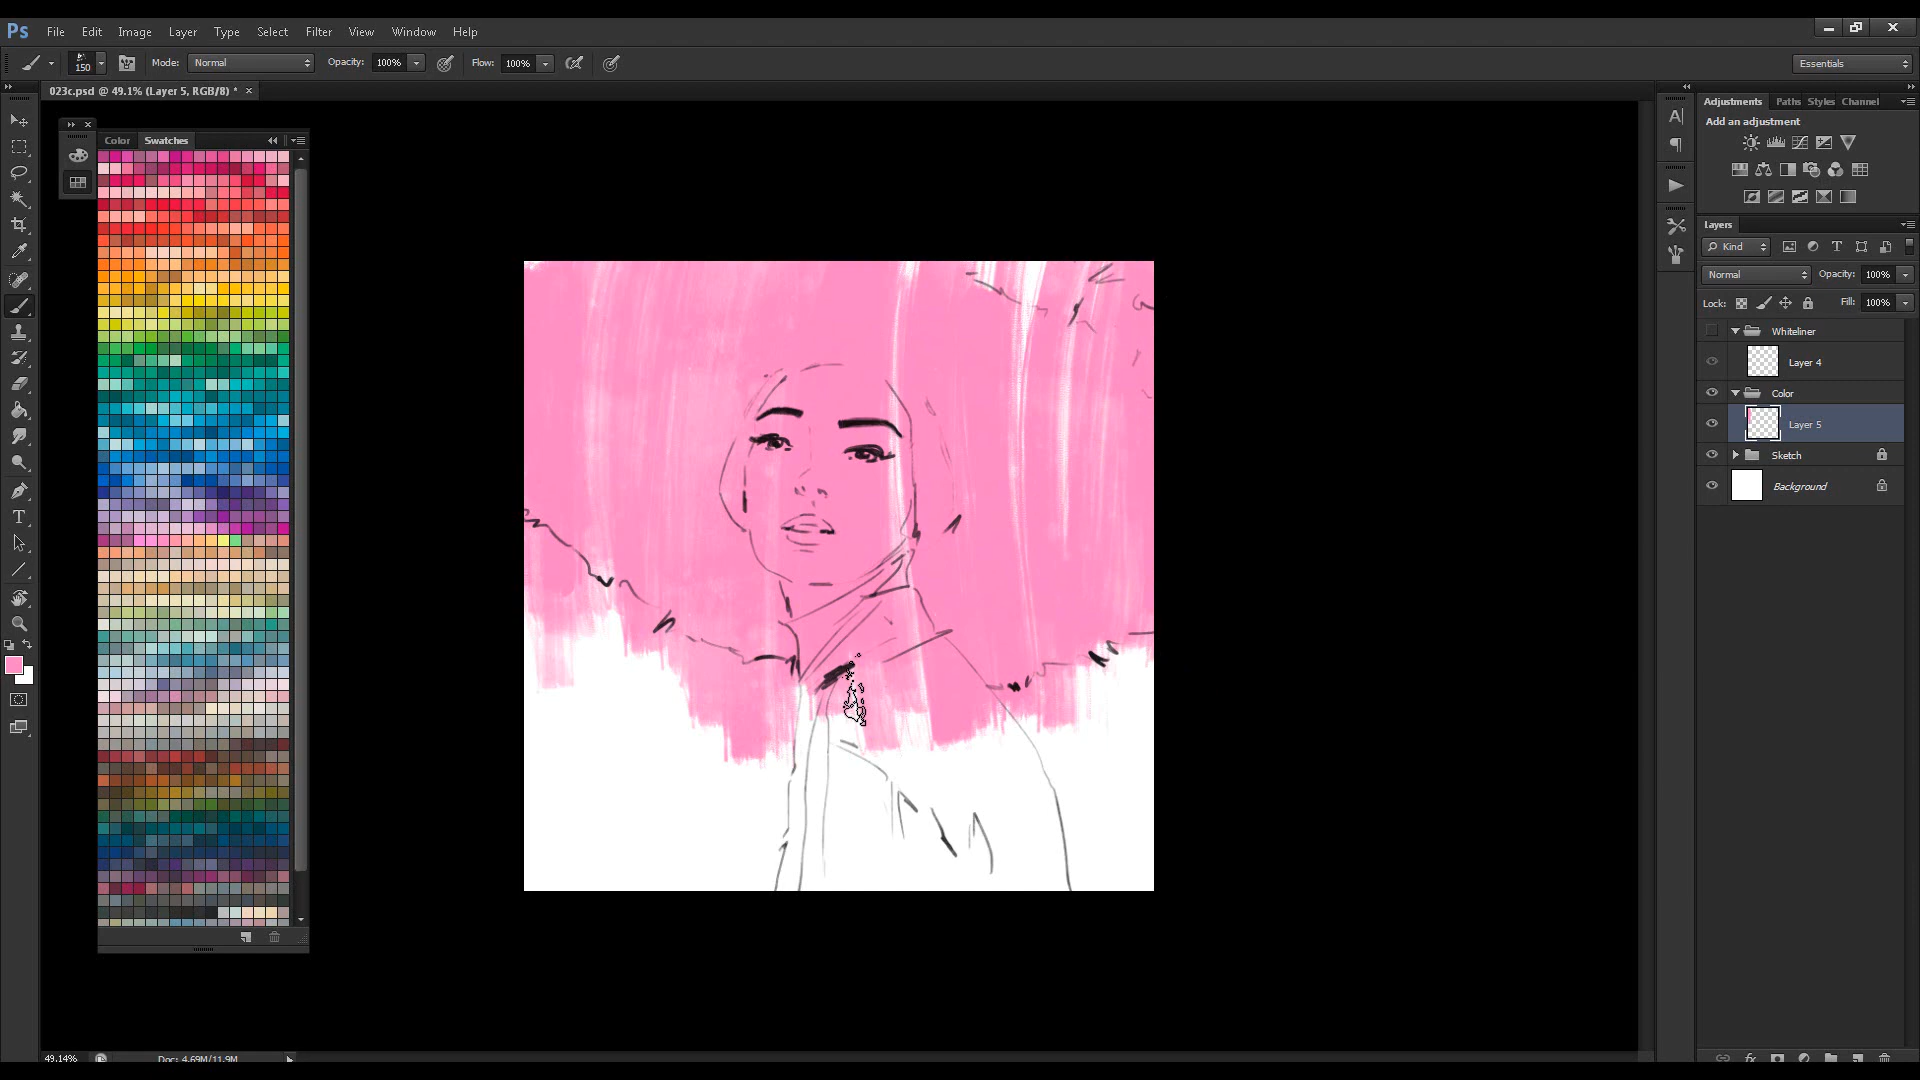 Ps File Edit Image Layer Type Select Filter View Window Help
150 Mode: Normal Opacity: 100% Flow: 100% Essentials
023c.psd @ 49.1% (Layer 5, RGB/8) * ×
Color Swatches
Adjustments Paths Styles Channel
Add an adjustment
Layers
Kind
Normal Opacity: 100%
Lock: Fill: 100%
Whiteliner
Layer 4
Color
Layer 5
Sketch
Background
49.14% Doc: 4.69M/11.9M